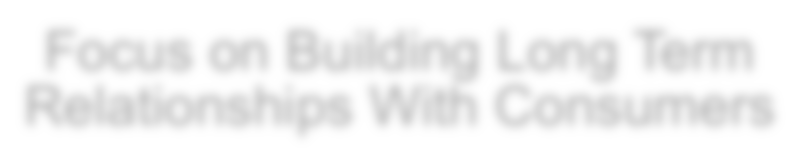 Focus on Building Long Term
Relationships With Consumers